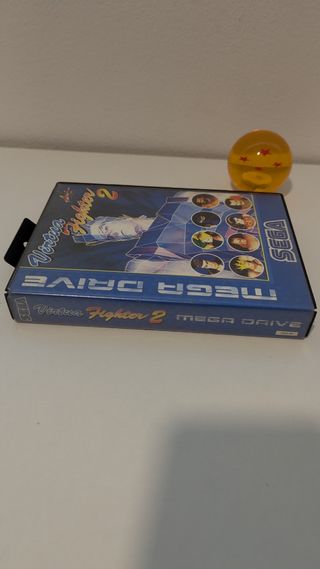 Virtua
Fighter 2
SEGA
MEGA DRIVE
SEGA
Virtua Fighter 2
MEGA DRIVE